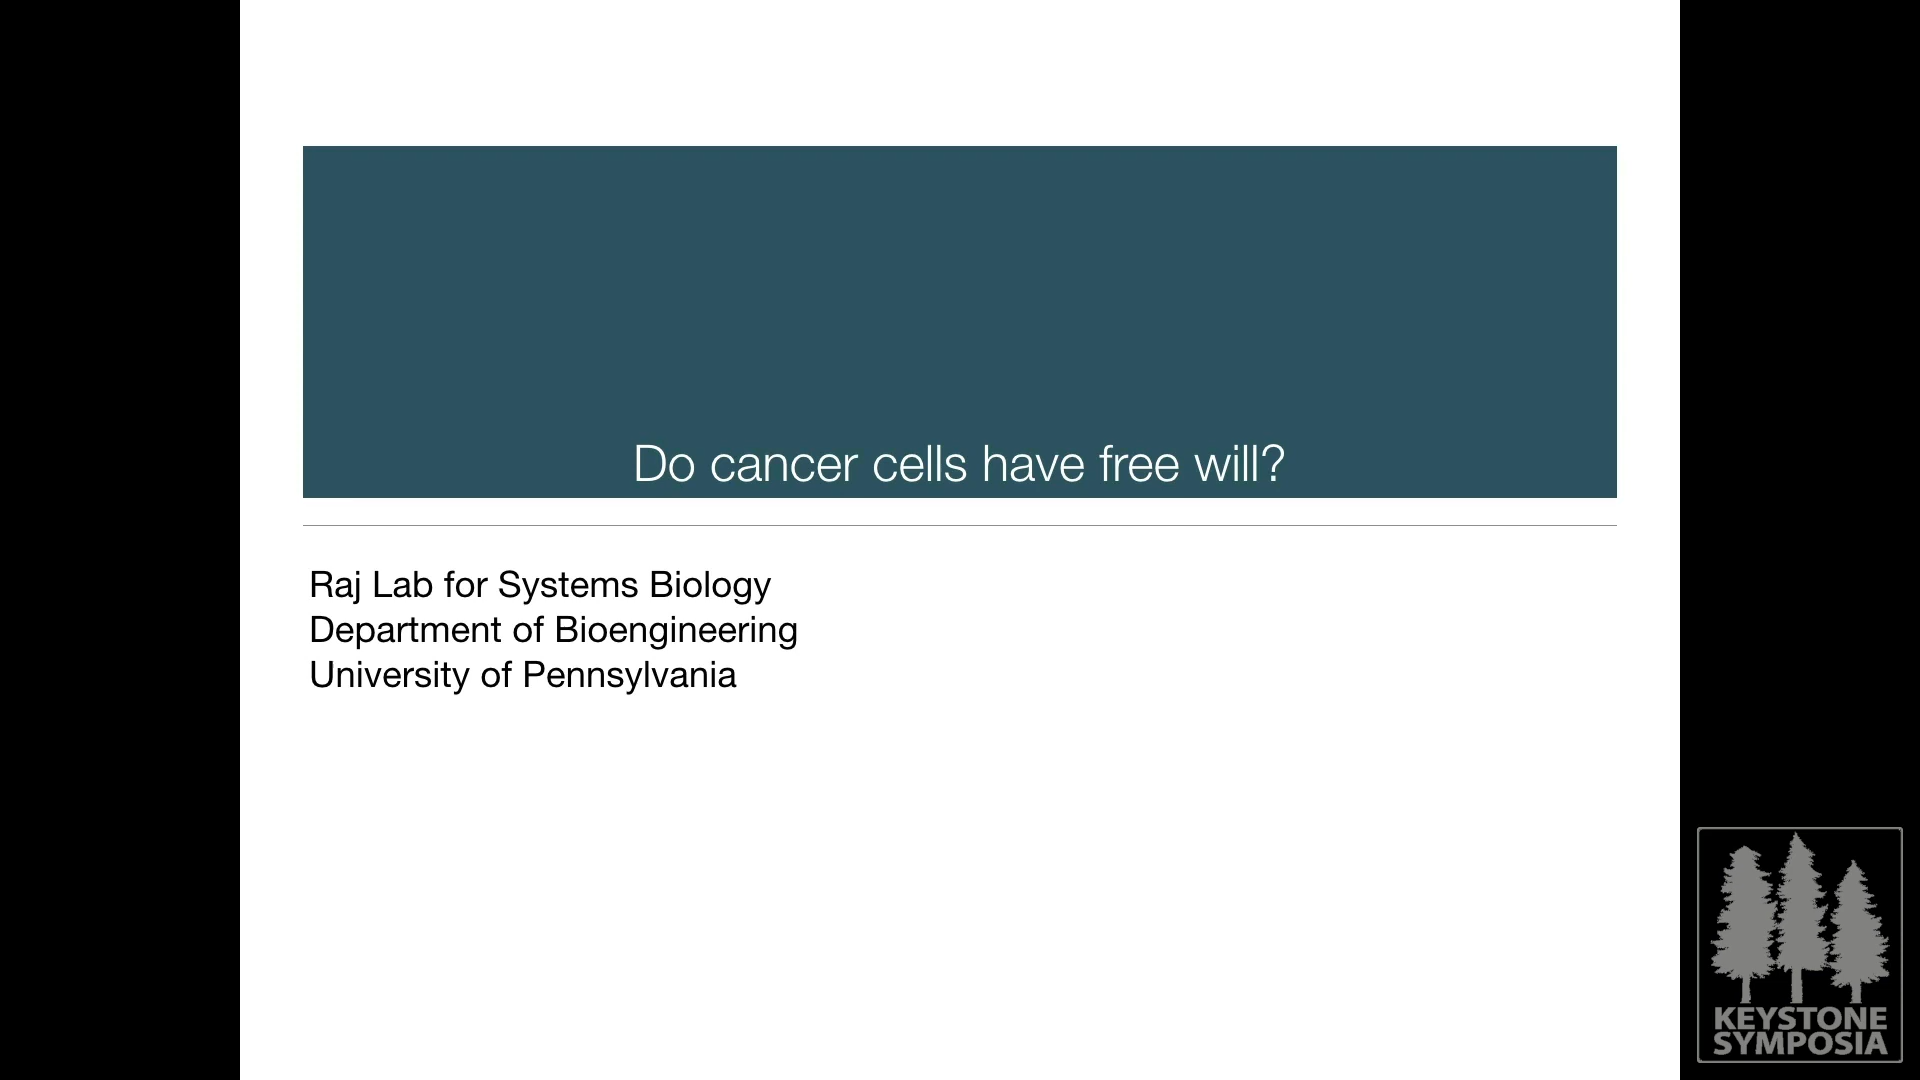 Do cancer cells have free will?
Raj Lab for Systems Biology
Department of Bioengineering
University of Pennsylvania
KEYSTONE
SYMPOSIA